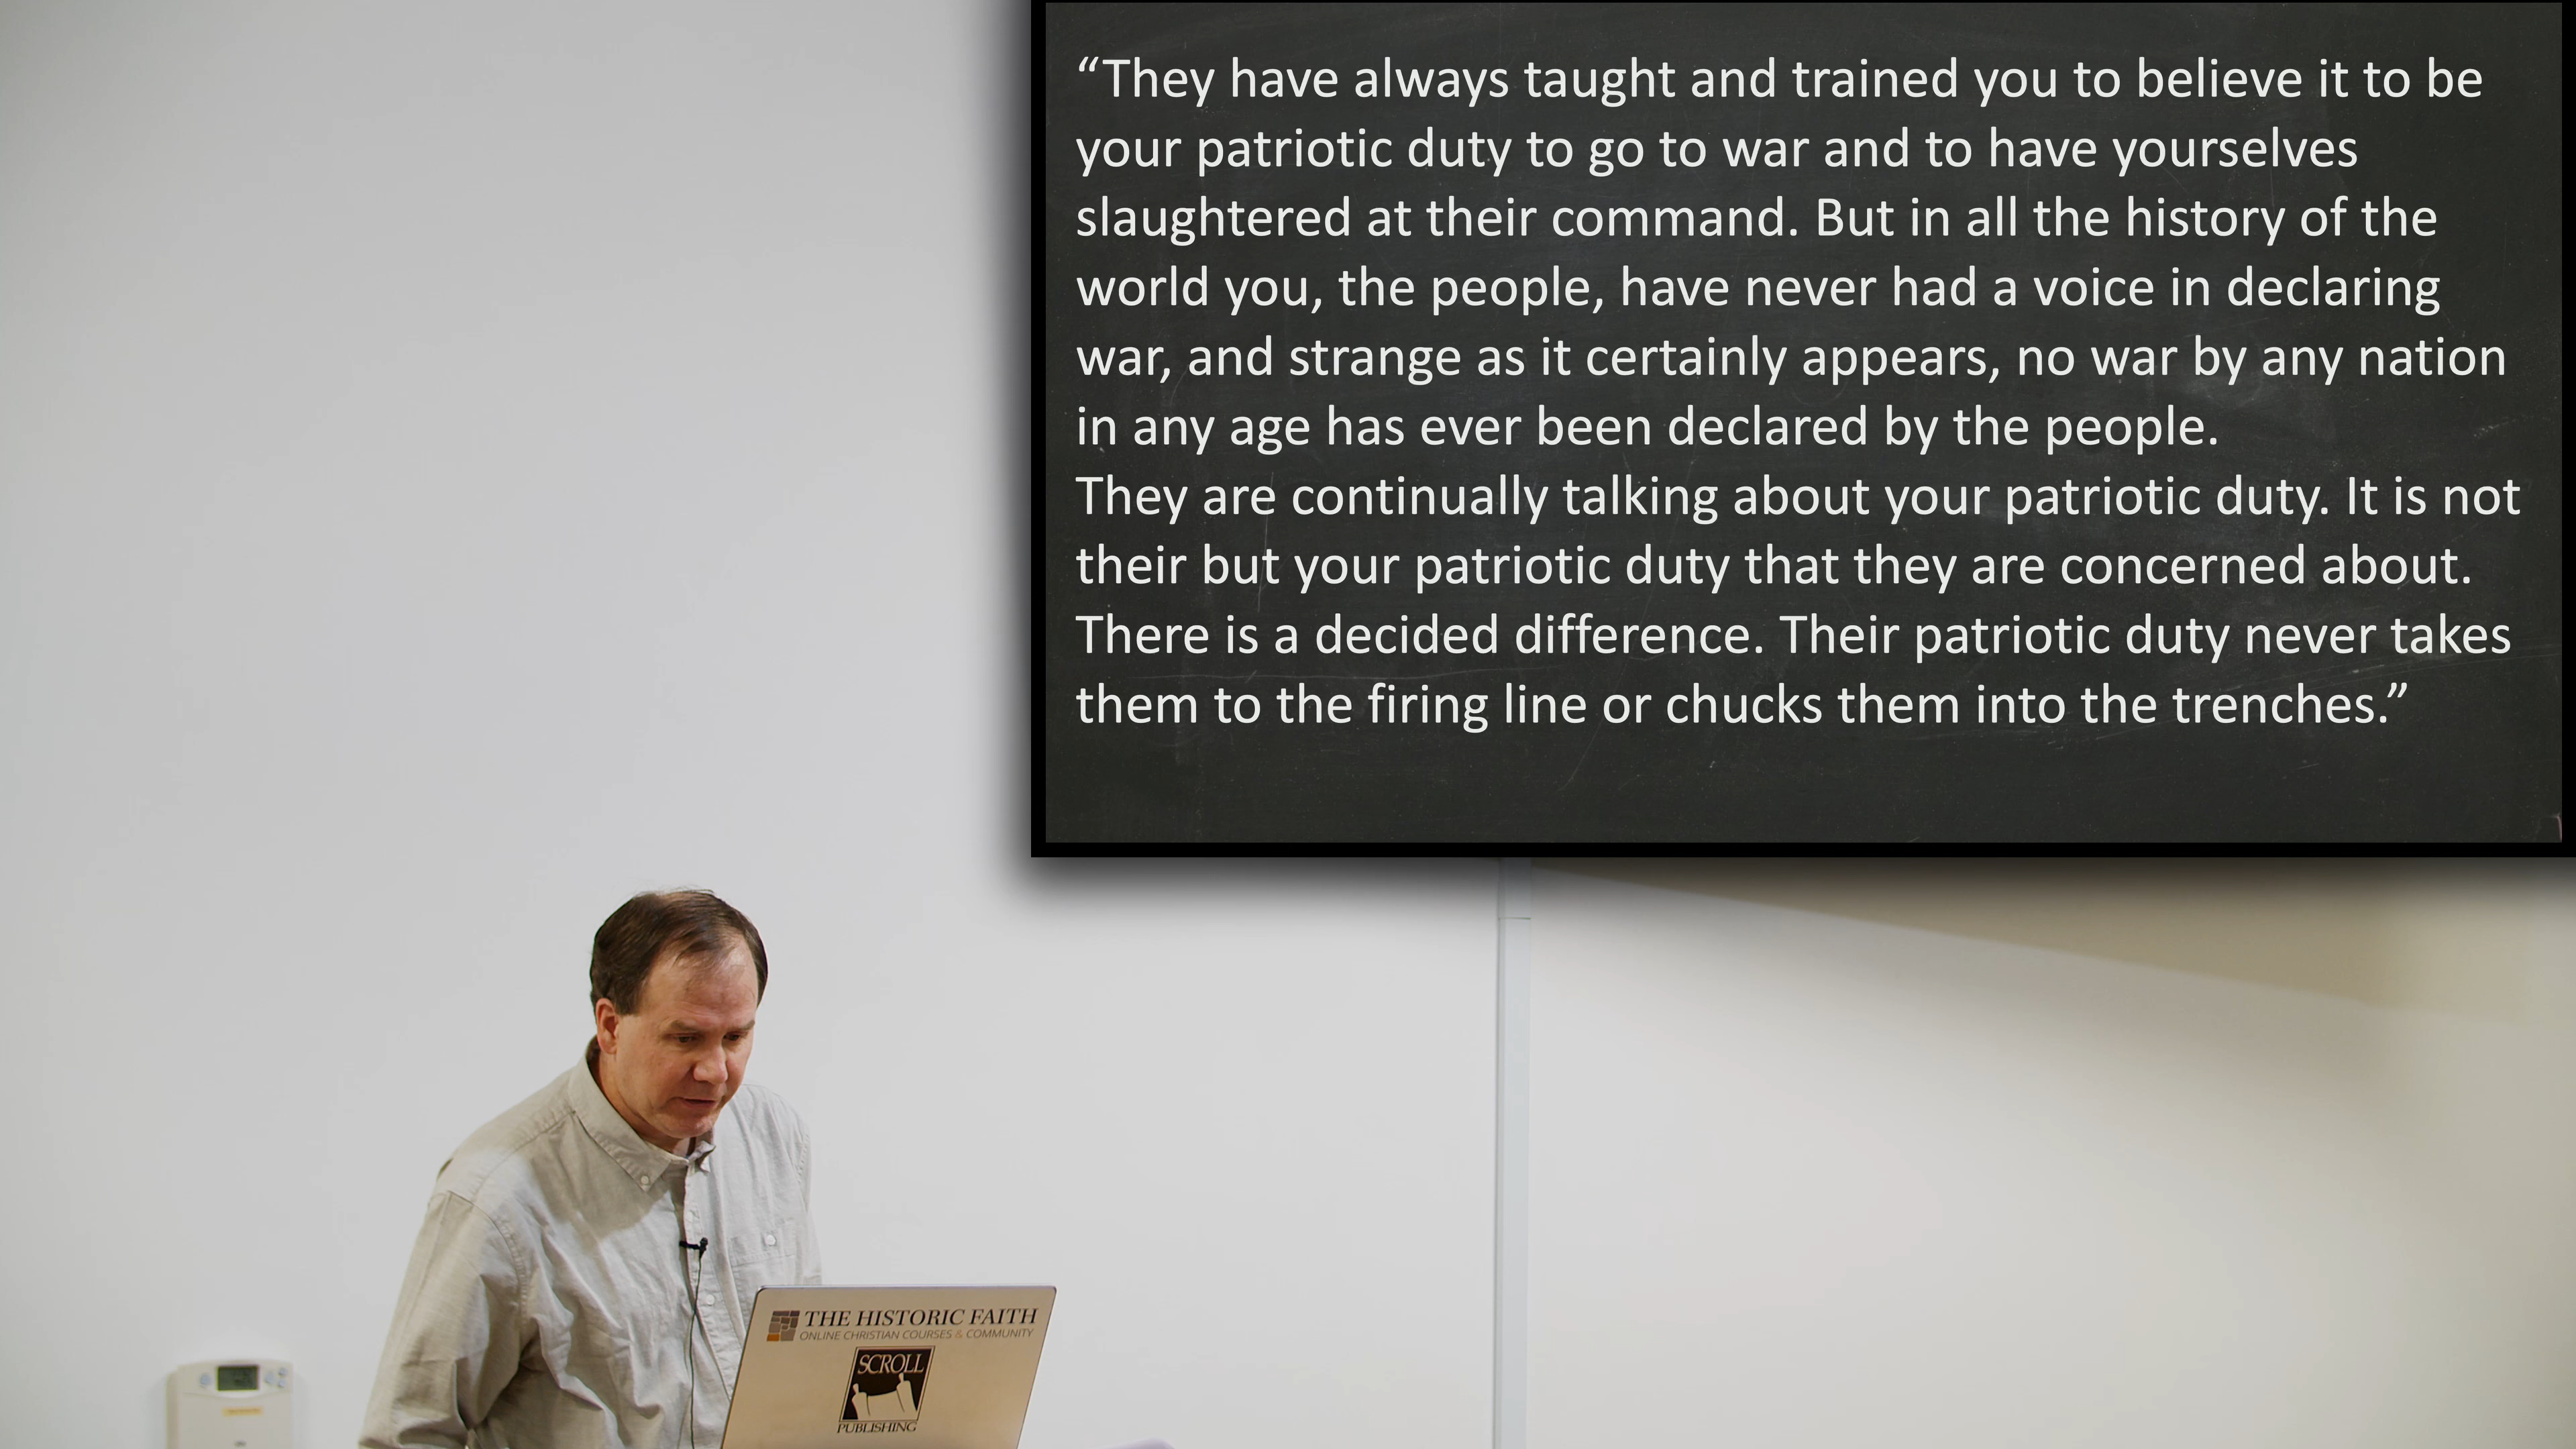 “They have always taught and trained you to believe it to be
your patriotic duty to go to war and to have yourselves
slaughtered at their command. But in all the history of the
world you, the people, have never had a voice in declaring
war, and strange as it certainly appears, no war by any nation
in any age has ever been declared by the people.
They are continually talking about your patriotic duty. It is not
their but your patriotic duty that they are concerned about.
There is a decided difference. Their patriotic duty never takes
them to the firing line or chucks them into the trenches.”
THE HISTORIC FAITH
ONLINE CHRISTIAN COURSES & COMMUNITY
SCROLL
PUBLISHING